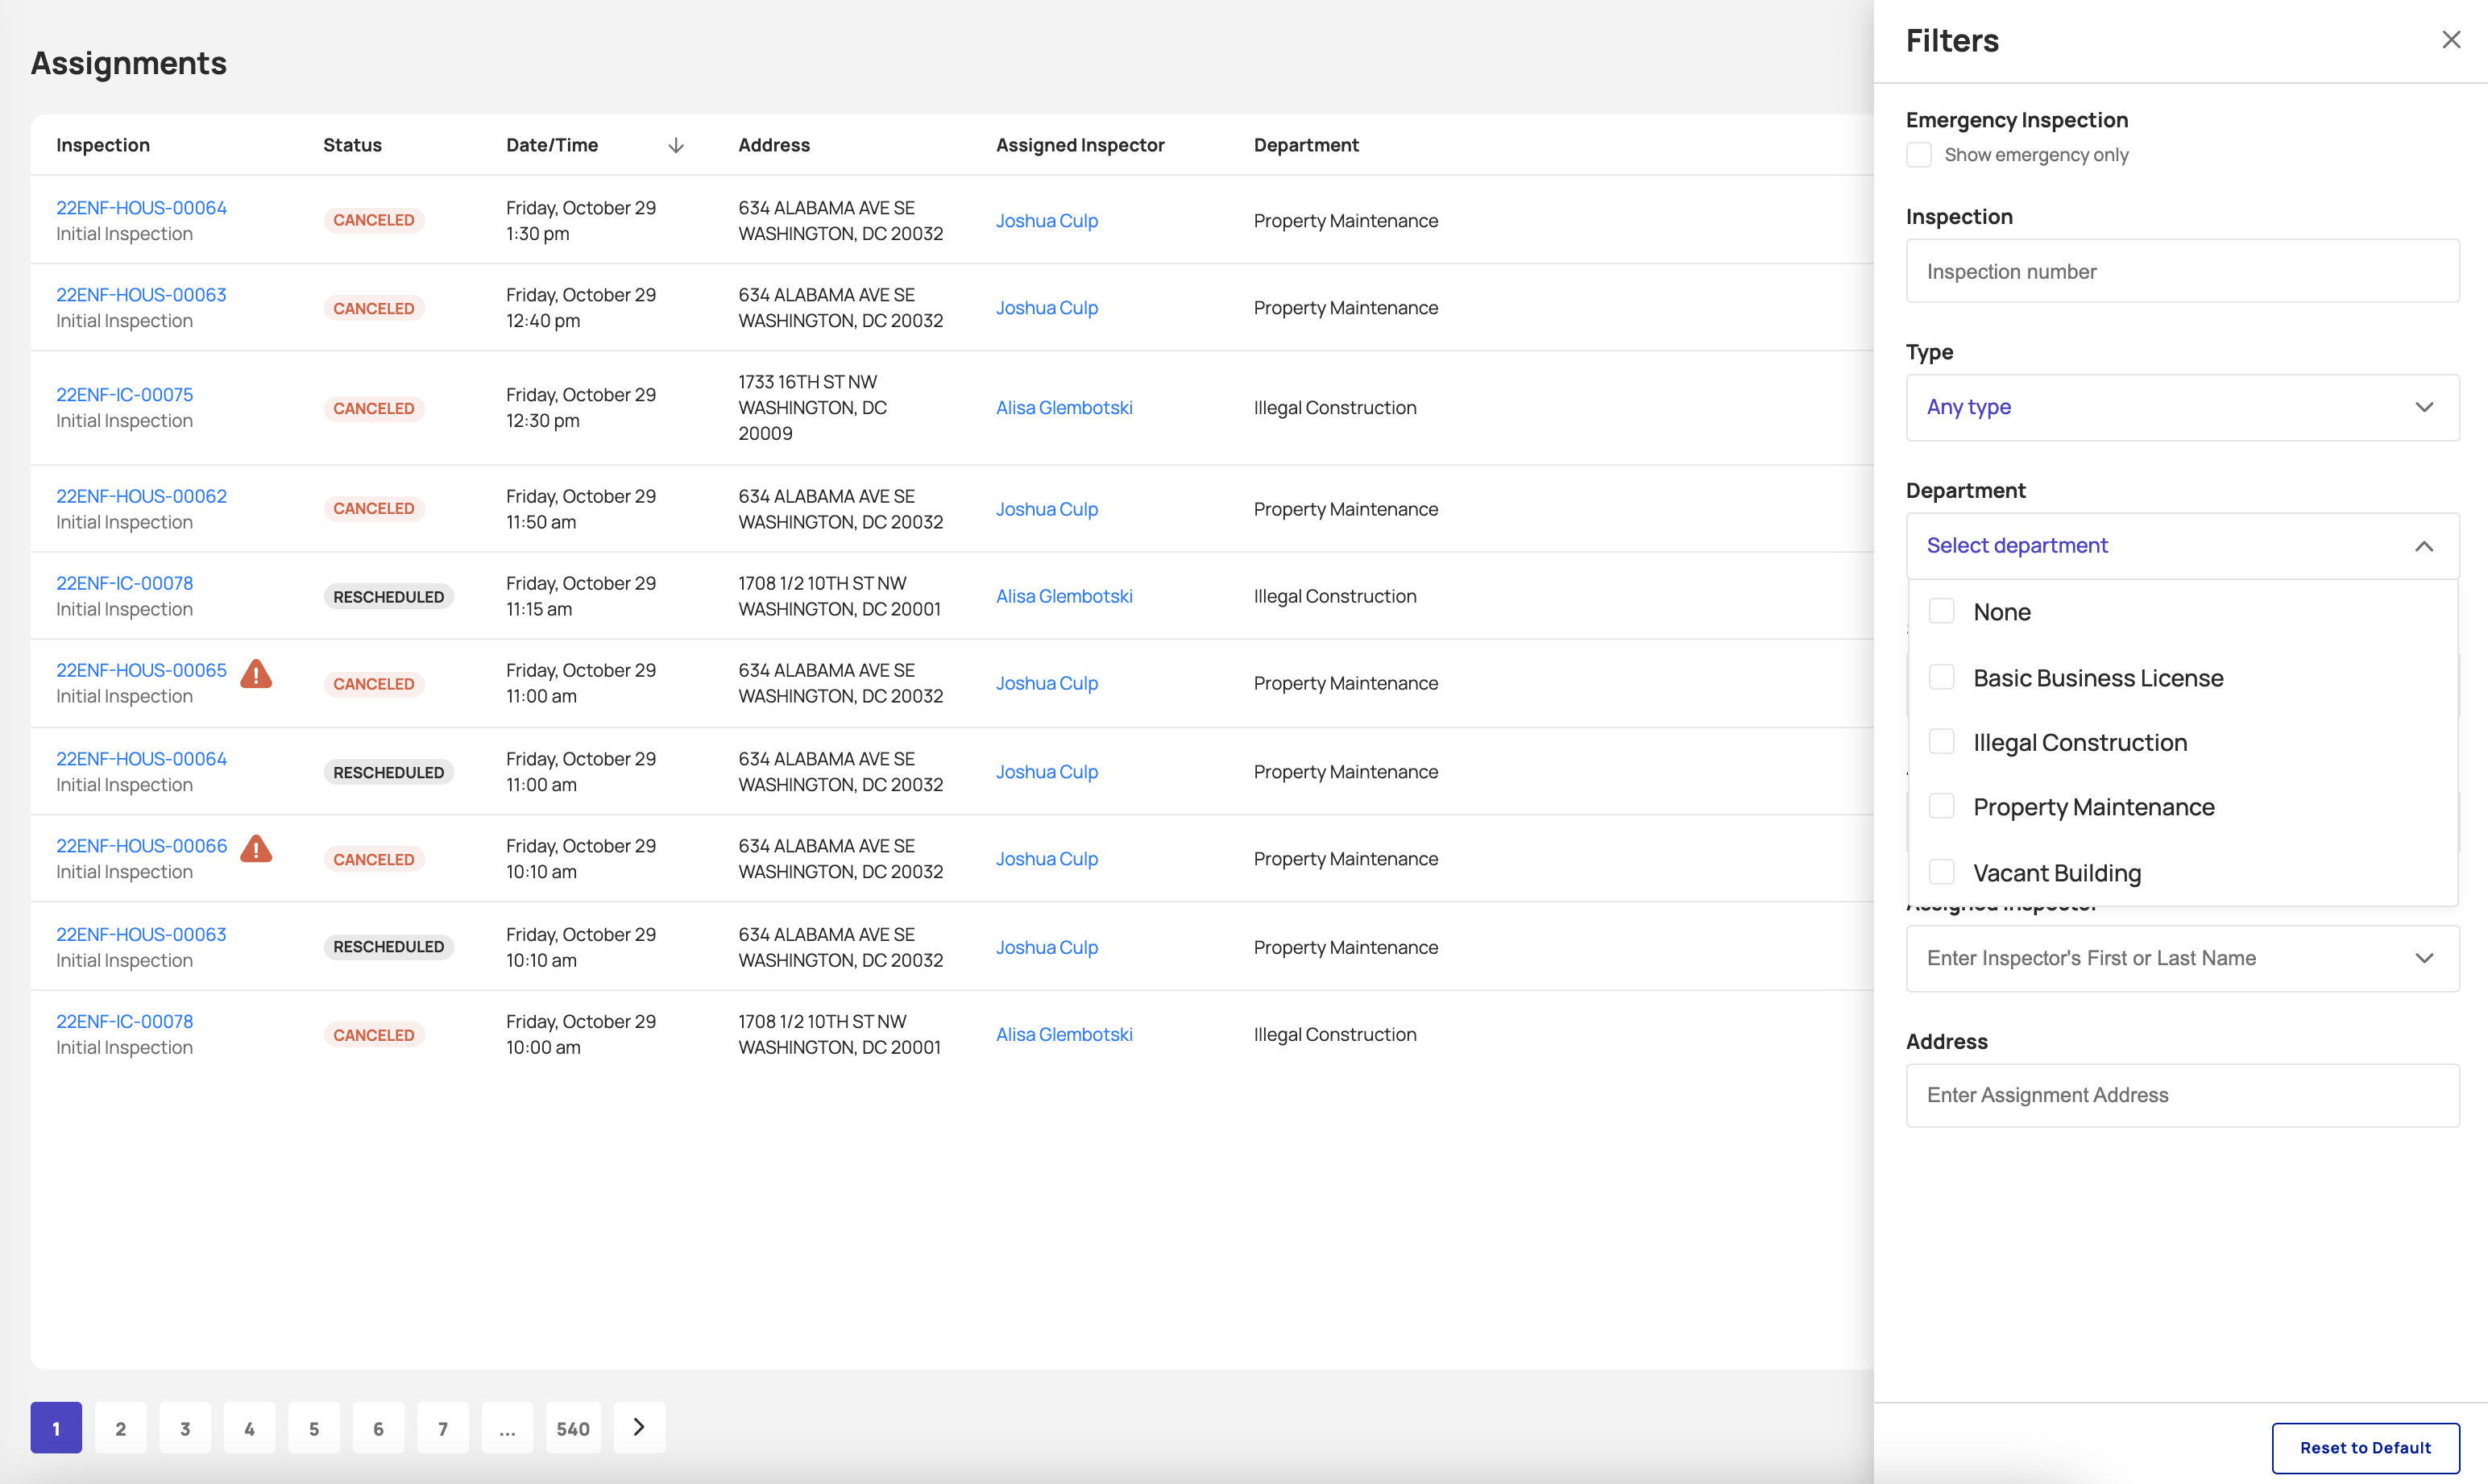 Assignments
Inspection Status Date/Time Address Assigned Inspector Department
22ENF-HOUS-00064
Initial Inspection
CANCELED
Friday, October 29
1:30 pm
634 ALABAMA AVE SE
WASHINGTON, DC 20032
Joshua Culp
Property Maintenance
22ENF-HOUS-00063
Initial Inspection
CANCELED
Friday, October 29
12:40 pm
634 ALABAMA AVE SE
WASHINGTON, DC 20032
Joshua Culp
Property Maintenance
22ENF-IC-00075
Initial Inspection
CANCELED
Friday, October 29
12:30 pm
1733 16TH ST NW
WASHINGTON, DC
20009
Alisa Glembotski
Illegal Construction
22ENF-HOUS-00062
Initial Inspection
CANCELED
Friday, October 29
11:50 am
634 ALABAMA AVE SE
WASHINGTON, DC 20032
Joshua Culp
Property Maintenance
22ENF-IC-00078
Initial Inspection
RESCHEDULED
Friday, October 29
11:15 am
1708 1/2 10TH ST NW
WASHINGTON, DC 20001
Alisa Glembotski
Illegal Construction
22ENF-HOUS-00065
Initial Inspection
CANCELED
Friday, October 29
11:00 am
634 ALABAMA AVE SE
WASHINGTON, DC 20032
Joshua Culp
Property Maintenance
22ENF-HOUS-00064
Initial Inspection
RESCHEDULED
Friday, October 29
11:00 am
634 ALABAMA AVE SE
WASHINGTON, DC 20032
Joshua Culp
Property Maintenance
22ENF-HOUS-00066
Initial Inspection
CANCELED
Friday, October 29
10:10 am
634 ALABAMA AVE SE
WASHINGTON, DC 20032
Joshua Culp
Property Maintenance
22ENF-HOUS-00063
Initial Inspection
RESCHEDULED
Friday, October 29
10:10 am
634 ALABAMA AVE SE
WASHINGTON, DC 20032
Joshua Culp
Property Maintenance
22ENF-IC-00078
Initial Inspection
CANCELED
Friday, October 29
10:00 am
1708 1/2 10TH ST NW
WASHINGTON, DC 20001
Alisa Glembotski
Illegal Construction
1 2 3 4 5 6 7 ... 540
Filters
Emergency Inspection
Show emergency only
Inspection
Inspection number
Type
Any type
Department
Select department
None
Basic Business License
Illegal Construction
Property Maintenance
Vacant Building
Assigned Inspector
Enter Inspector's First or Last Name
Address
Enter Assignment Address
Reset to Default